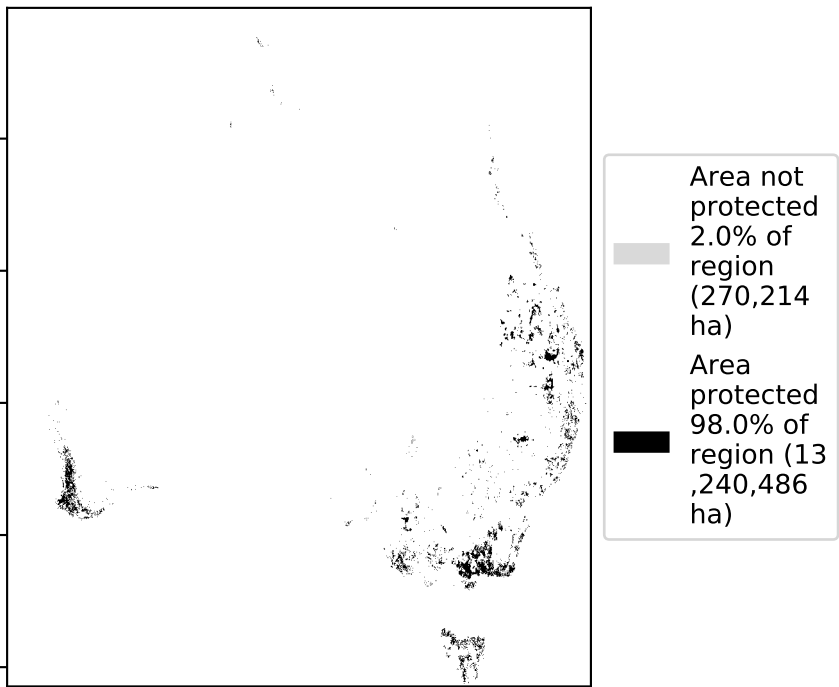 Area not
protected
2.0% of
region
(270,214
ha)
Area
protected
98.0% of
region (13
,240,486
ha)